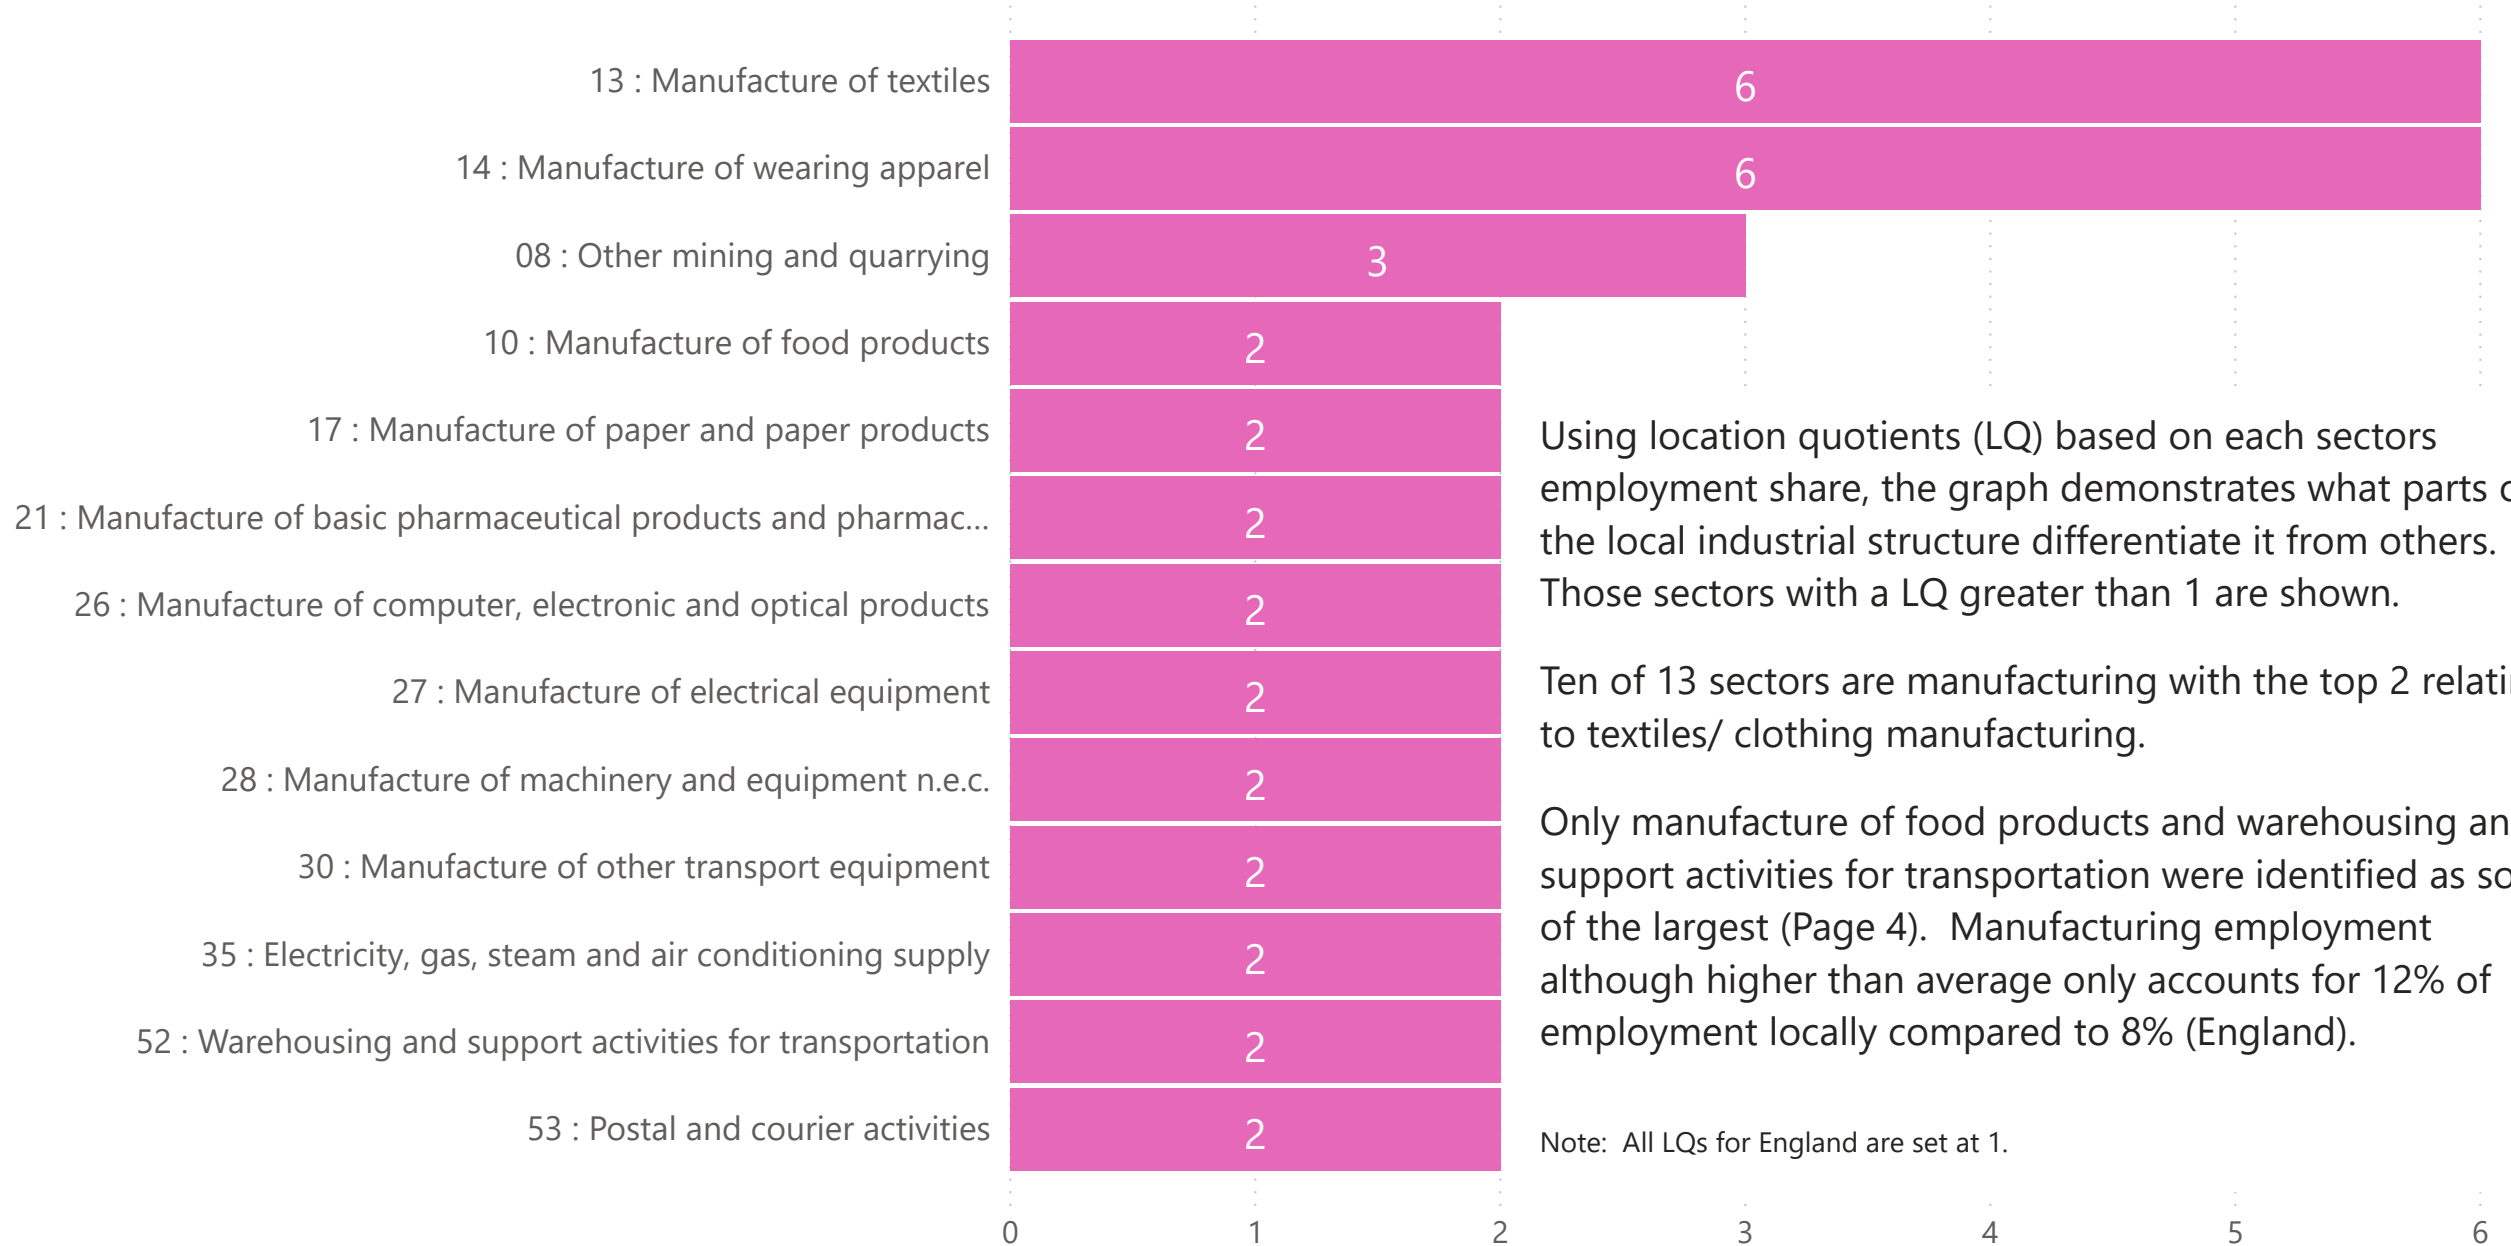 13 : Manufacture of textiles
6
14 : Manufacture of wearing apparel
6
08 : Other mining and quarrying
3
10 : Manufacture of food products
2
17 : Manufacture of paper and paper products
2
21 : Manufacture of basic pharmaceutical products and pharmac...
2
26 : Manufacture of computer, electronic and optical products
2
27 : Manufacture of electrical equipment
2
28 : Manufacture of machinery and equipment n.e.c.
2
30 : Manufacture of other transport equipment
2
35 : Electricity, gas, steam and air conditioning supply
2
52 : Warehousing and support activities for transportation
2
53 : Postal and courier activities
2
Using location quotients (LQ) based on each sectors
employment share, the graph demonstrates what parts
the local industrial structure differentiate it from others.
Those sectors with a LQ greater than 1 are shown.
Ten of 13 sectors are manufacturing with the top 2
to textiles/ clothing manufacturing.
Only manufacture of food products and warehousing
support activities for transportation were identified as
of the largest (Page 4).  Manufacturing employment
although higher than average only accounts for 12% of
employment locally compared to 8% (England).
Note:  All LQs for England are set at 1.
0 1 2 3 4 5 6